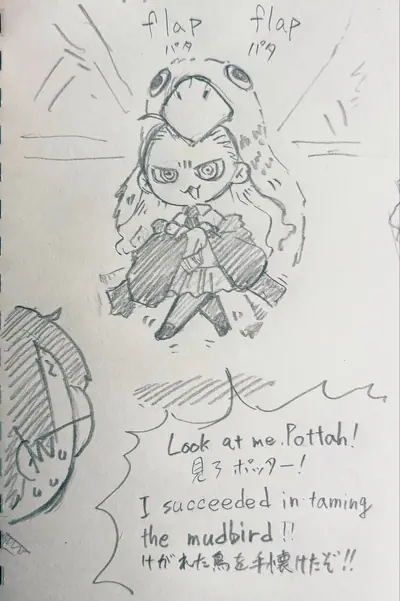 flap flap
パタ パタ
Look at me, Pottah!
見ろ ポッター!
I succeeded in taming
the mudbird!!
けがれた鳥を手懐けたぞ!!